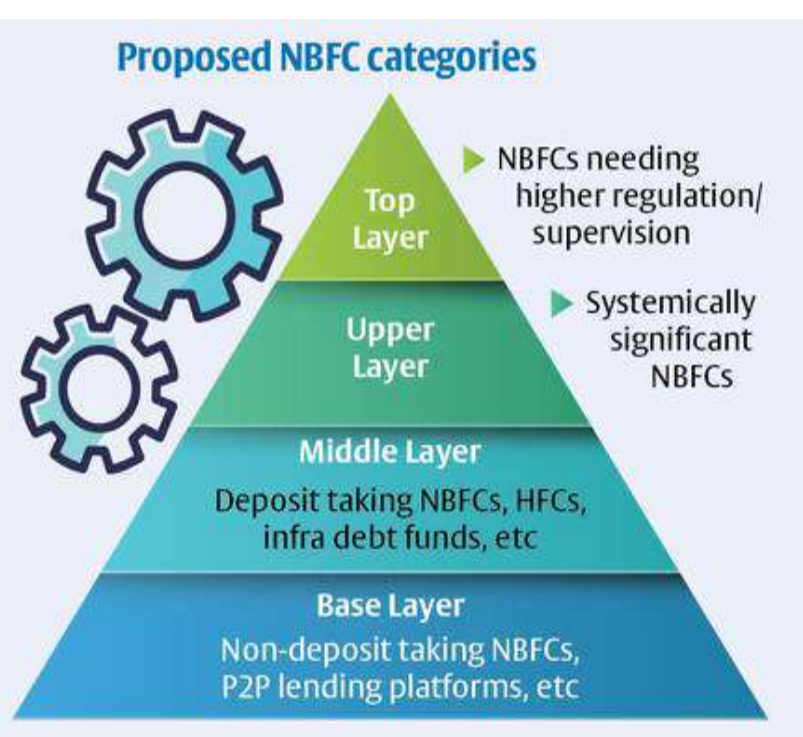 Proposed NBFC categories
Top
Layer
NBFCs needing
higher regulation/
supervision
Upper
Layer
Systemically
significant
NBFCs
Middle Layer
Deposit taking NBFCs, HFCs,
infra debt funds, etc
Base Layer
Non-deposit taking NBFCs,
P2P lending platforms, etc